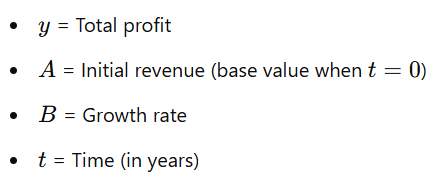 • y = Total profit
• A = Initial revenue (base value when t = 0)
• B = Growth rate
• t = Time (in years)